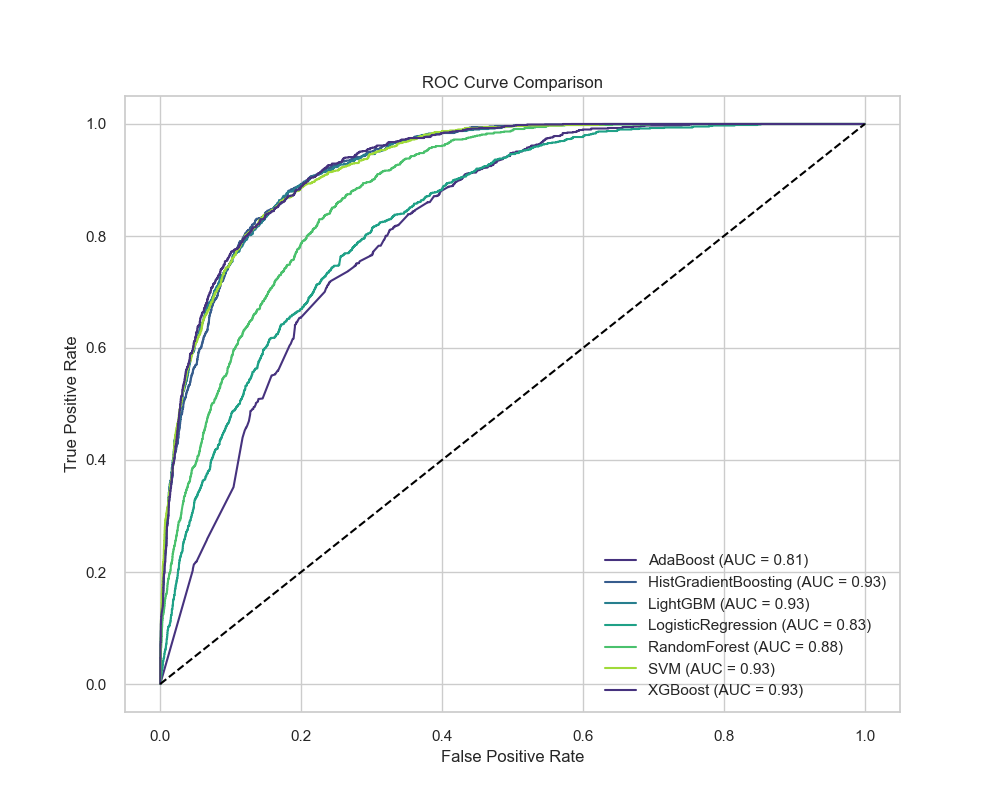 ROC Curve Comparison
1.0
0.8
0.6
0.4
0.2
0.0
True Positive Rate
AdaBoost (AUC = 0.81)
HistGradientBoosting (AUC = 0.93)
LightGBM (AUC = 0.93)
LogisticRegression (AUC = 0.83)
RandomForest (AUC = 0.88)
SVM (AUC = 0.93)
XGBoost (AUC = 0.93)
0.0 0.2 0.4 0.6 0.8 1.0
False Positive Rate